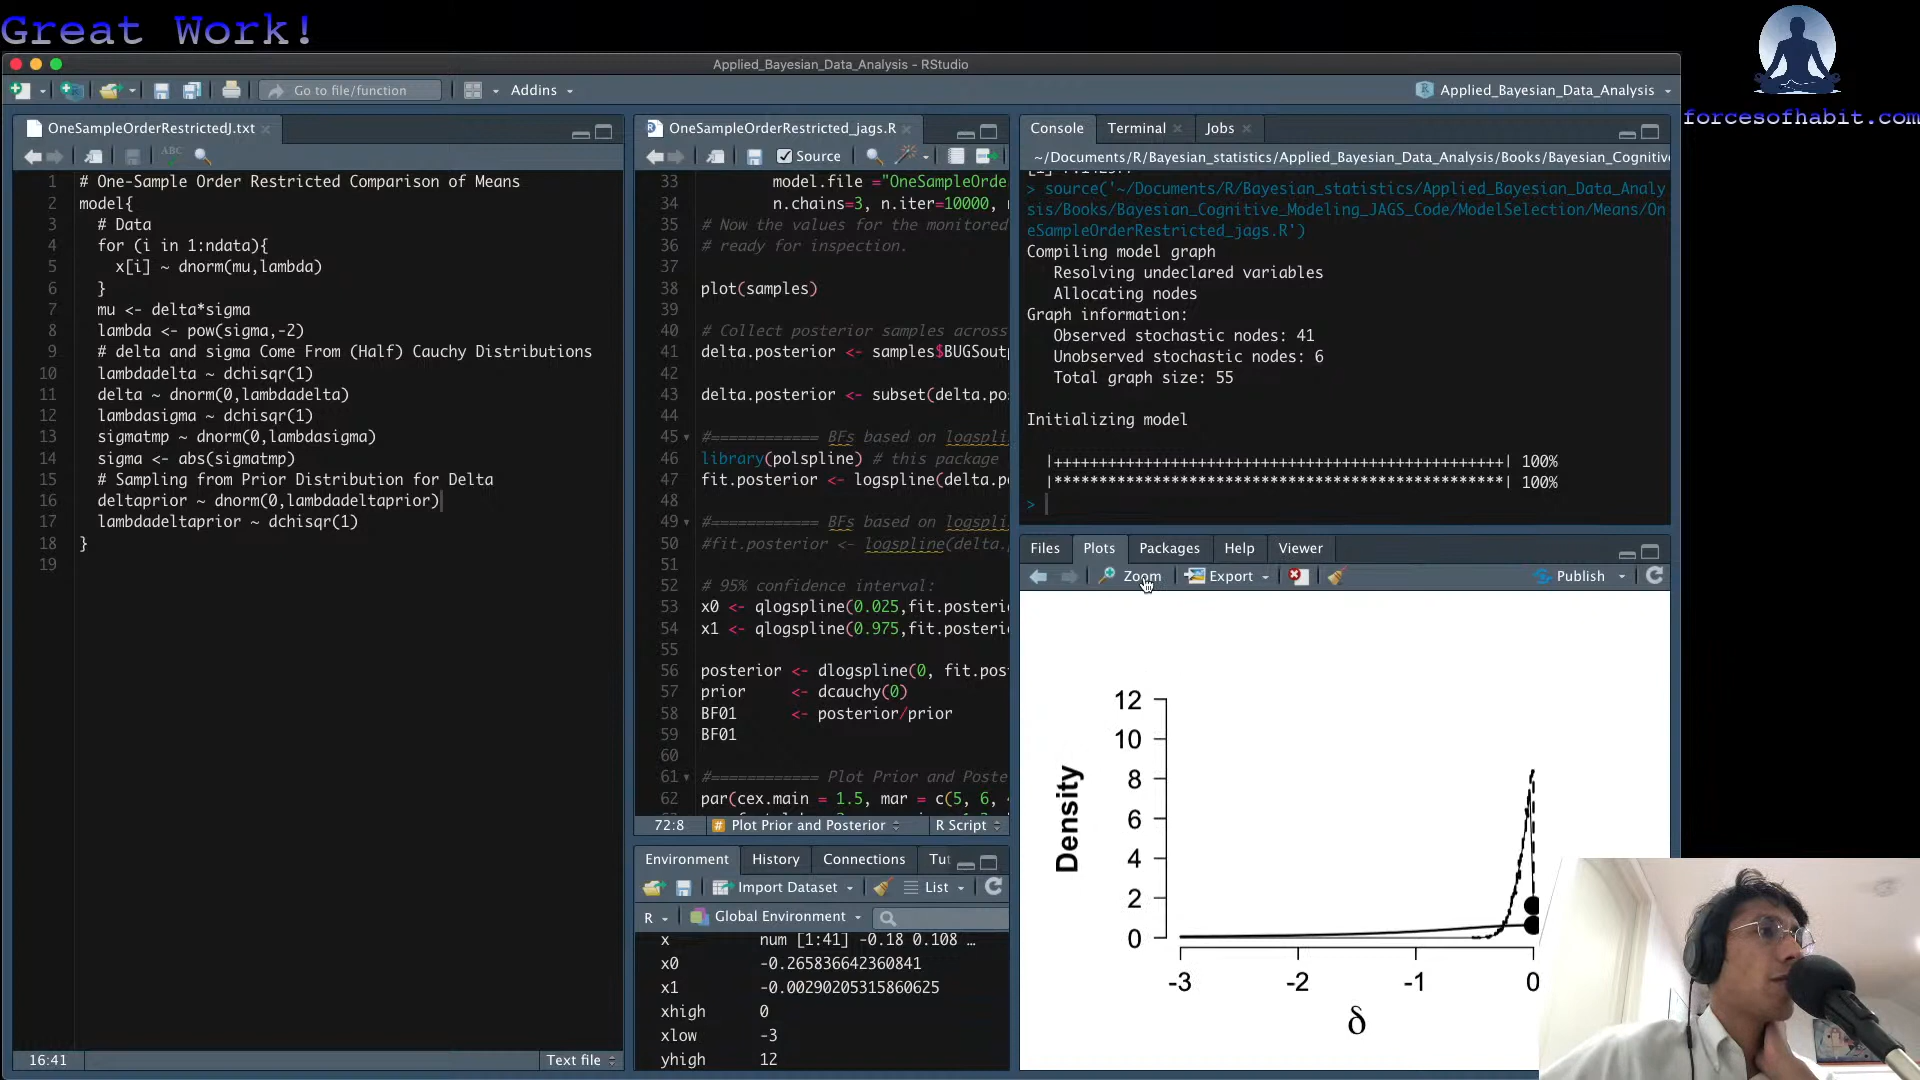 Great Work!
forcesofhabit.com
Applied_Bayesian_Data_Analysis - RStudio
Go to file/function
Addins
Applied_Bayesian_Data_Analysis
OneSampleOrderRestrictedJ.txt
1 # One-Sample Order Restricted Comparison of Means
2 model{
3 # Data
4 for (i in 1:ndata){
5 x[i] ~ dnorm(mu,lambda)
6 }
7 mu <- delta*sigma
8 lambda <- pow(sigma,-2)
9 # delta and sigma Come From (Half) Cauchy Distributions
10 lambdadelta ~ dchisqr(1)
11 delta ~ dnorm(0,lambdadelta)
12 lambdasigma ~ dchisqr(1)
13 sigmatmp ~ dnorm(0,lambdasigma)
14 sigma <- abs(sigmatmp)
15 # Sampling from Prior Distribution for Delta
16 deltaprior ~ dnorm(0,lambdadeltaprior)
17 lambdadeltaprior ~ dchisqr(1)
18 }
19
16:41
Text file
OneSampleOrderRestricted_jags.R
Source
33 model.file ="OneSampleOrde
34 n.chains=3, n.iter=10000,
35 # Now the values for the monitored
36 # ready for inspection.
37
38 plot(samples)
39
40 # Collect posterior samples across
41 delta.posterior <- samples$BUGSout
42
43 delta.posterior <- subset(delta.po
44
45 #============ BFs based on logspli
46 library(polspline) # this package
47 fit.posterior <- logspline(delta.p
48
49 #============ BFs based on logspli
50 #fit.posterior <- logspline(delta.
51
52 # 95% confidence interval:
53 x0 <- qlogspline(0.025,fit.posteri
54 x1 <- qlogspline(0.975,fit.posteri
55
56 posterior <- dlogspline(0, fit.pos
57 prior <- dcauchy(0)
58 BF01 <- posterior/prior
59 BF01
60
61 #============ Plot Prior and Poste
62 par(cex.main = 1.5, mar = c(5, 6,
72:8
Plot Prior and Posterior
R Script
Environment
History
Connections
Tut
Import Dataset
List
R
Global Environment
x num [1:41] -0.18 0.108 …
x0 -0.265836642360841
x1 -0.00290205315860625
xhigh 0
xlow -3
yhigh 12
Console
Terminal
Jobs
~/Documents/R/Bayesian_statistics/Applied_Bayesian_Data_Analysis/Books/Bayesian_Cognitiv
> source('~/Documents/R/Bayesian_statistics/Applied_Bayesian_Data_Analy
sis/Books/Bayesian_Cognitive_Modeling_JAGS_Code/ModelSelection/Means/On
eSampleOrderRestricted_jags.R')
Compiling model graph
Resolving undeclared variables
Allocating nodes
Graph information:
Observed stochastic nodes: 41
Unobserved stochastic nodes: 6
Total graph size: 55
Initializing model
|++++++++++++++++++++++++++++++++++++++++++++++++++| 100%
|**************************************************| 100%
>
Files
Plots
Packages
Help
Viewer
Zoom
Export
Publish
Density
12
10
8
6
4
2
0
-3
-2
-1
0
δ